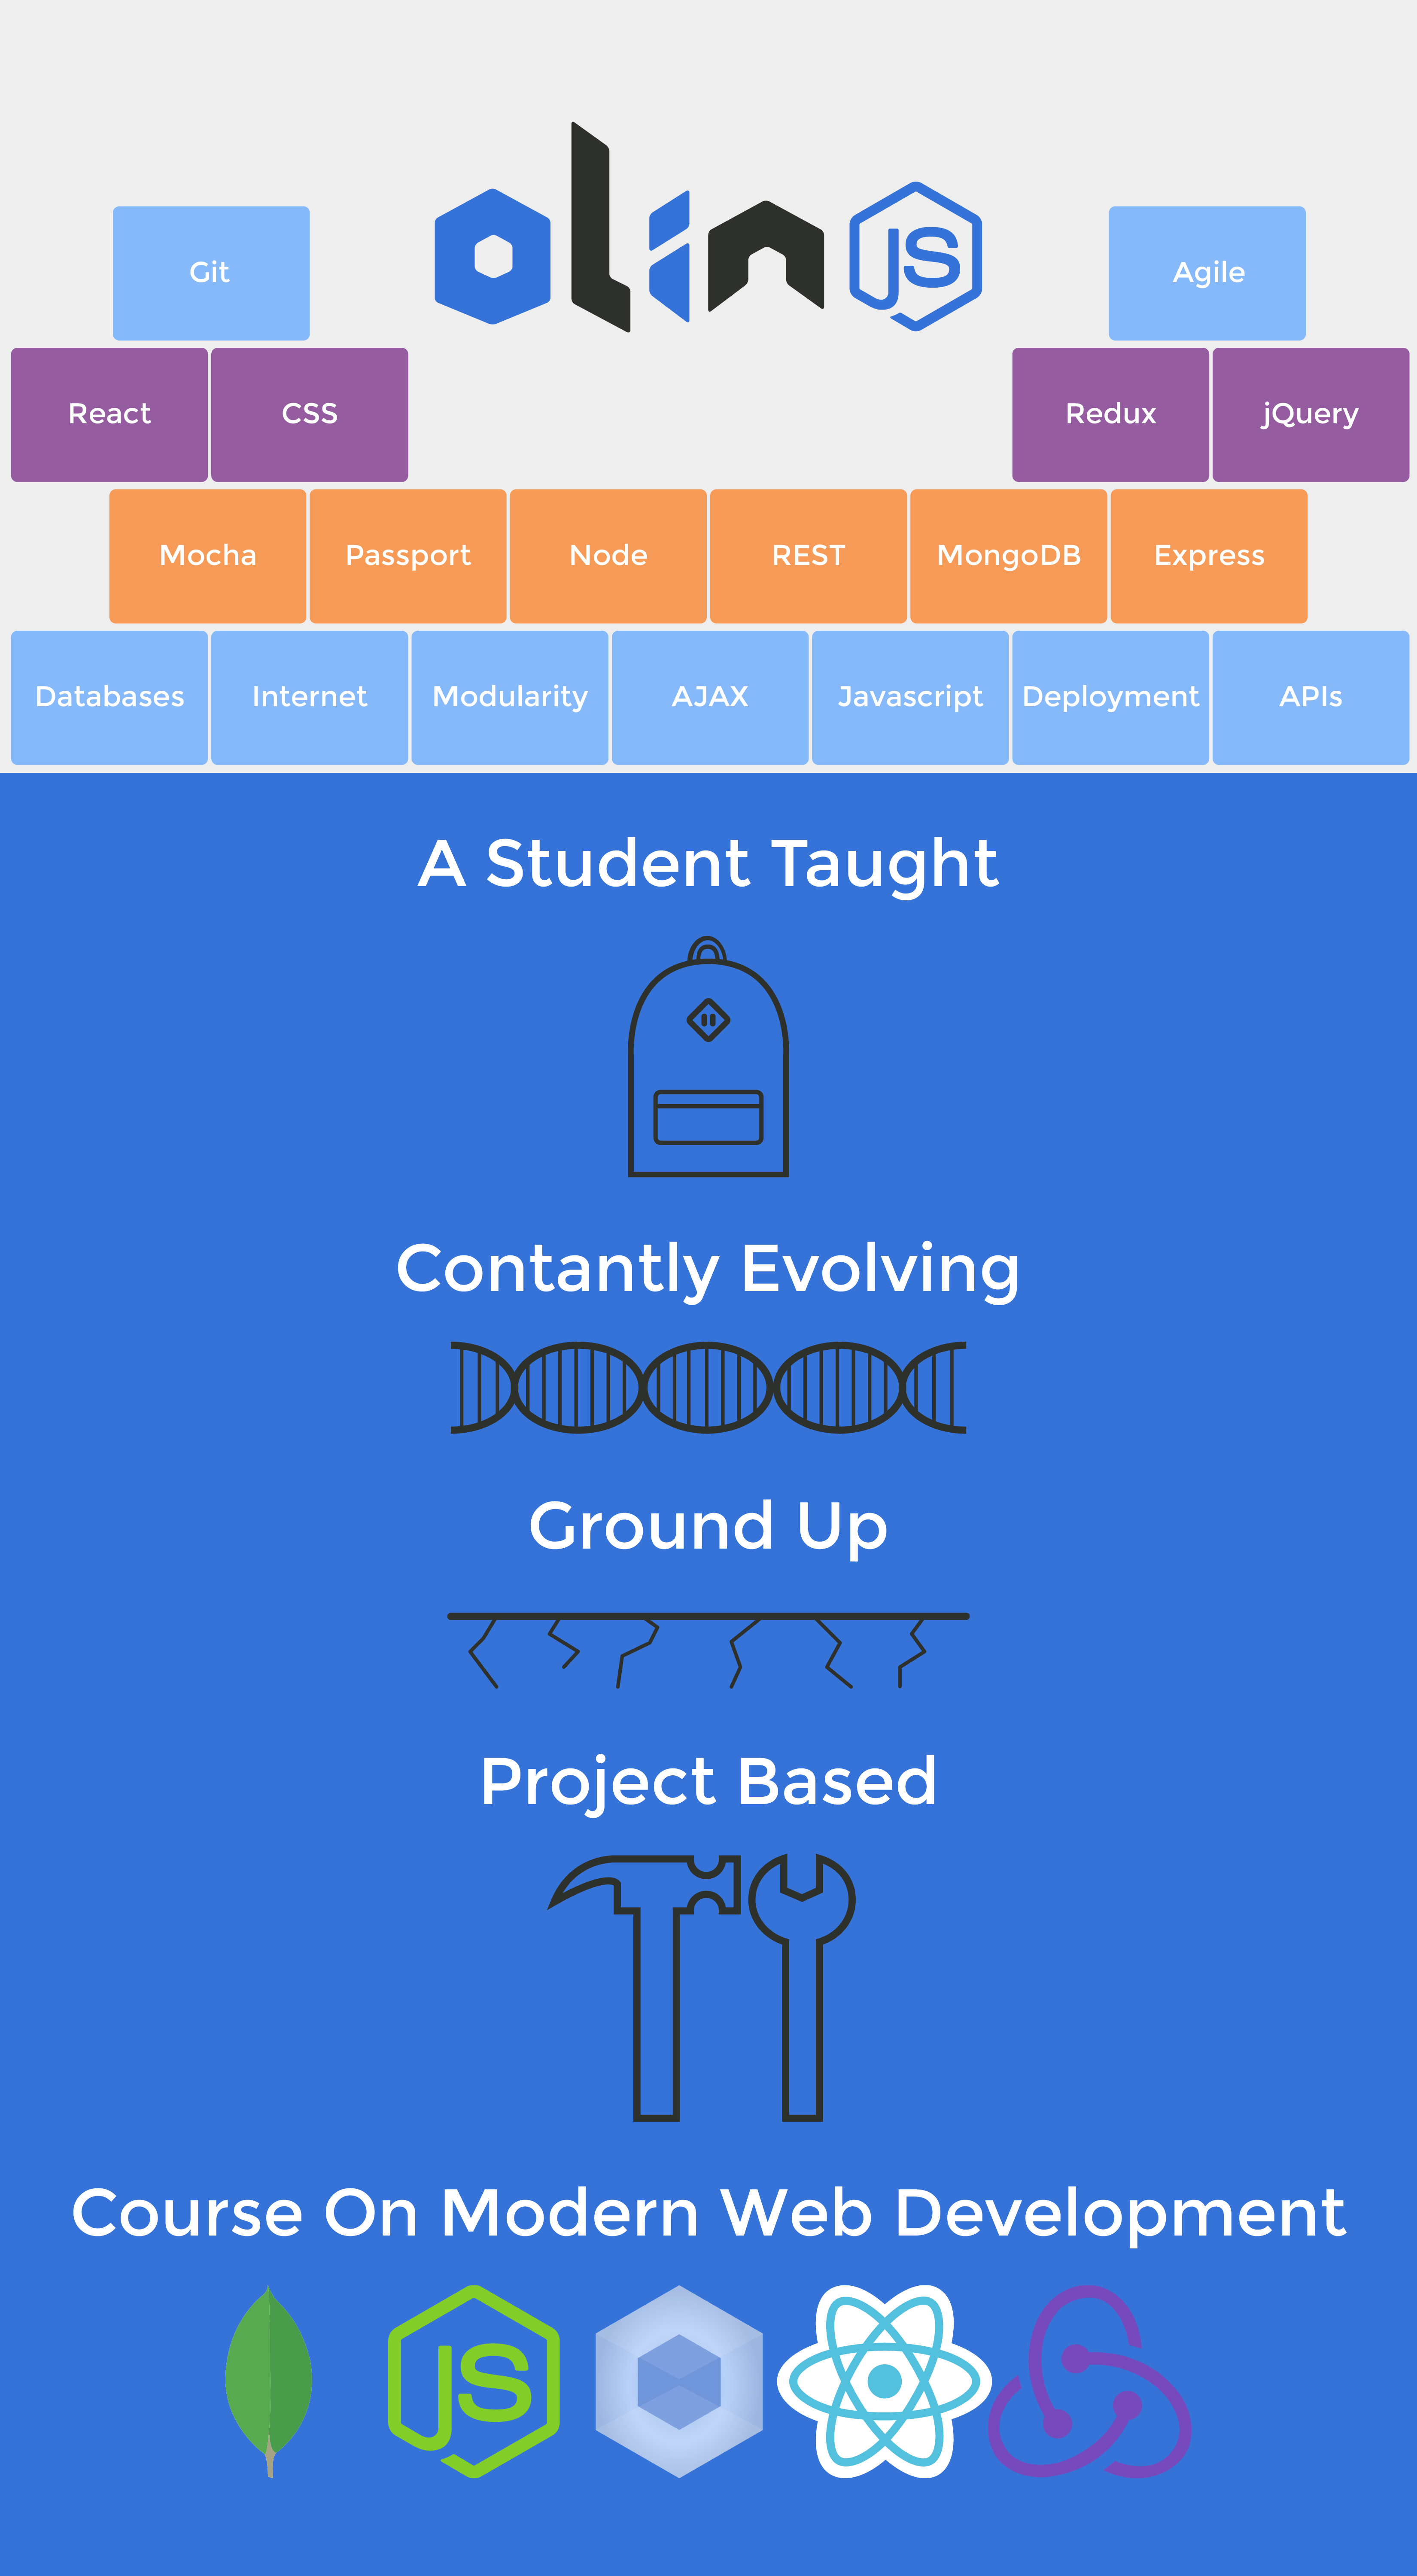 olin JS
Git
Agile
React
CSS
Redux
jQuery
Mocha
Passport
Node
REST
MongoDB
Express
Databases
Internet
Modularity
AJAX
Javascript
Deployment
APIs
A Student Taught
Contantly Evolving
Ground Up
Project Based
Course On Modern Web Development
JS